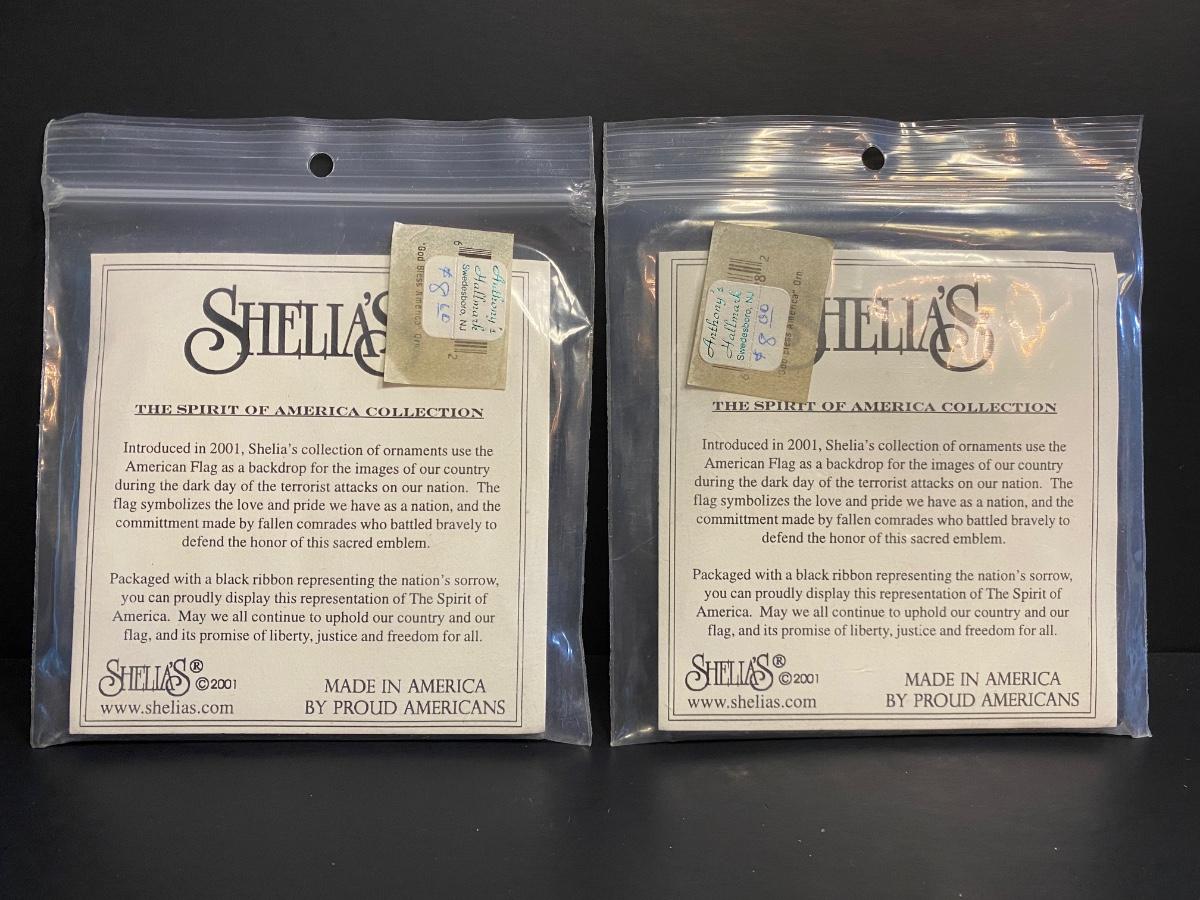 SHELIA'S
"God Bless America" Orn
6
2
Anthony's
Hallmark
Swedesboro, NJ
$8.00
THE SPIRIT OF AMERICA COLLECTION
Introduced in 2001, Shelia's collection of ornaments use the
American Flag as a backdrop for the images of our country
during the dark day of the terrorist attacks on our nation. The
flag symbolizes the love and pride we have as a nation, and the
committment made by fallen comrades who battled bravely to
defend the honor of this sacred emblem.
Packaged with a black ribbon representing the nation's sorrow,
you can proudly display this representation of The Spirit of
America. May we all continue to uphold our country and our
flag, and its promise of liberty, justice and freedom for all.
SHELIA'S® ©2001
www.shelias.com
MADE IN AMERICA
BY PROUD AMERICANS
HELIA'S
Anthony's
Hallmark
Swedesboro, NJ
$8 00
bless America" Orn
6
8 2
THE SPIRIT OF AMERICA COLLECTION
Introduced in 2001, Shelia's collection of ornaments use the
American Flag as a backdrop for the images of our country
during the dark day of the terrorist attacks on our nation. The
flag symbolizes the love and pride we have as a nation, and the
committment made by fallen comrades who battled bravely to
defend the honor of this sacred emblem.
Packaged with a black ribbon representing the nation's sorrow,
you can proudly display this representation of The Spirit of
America. May we all continue to uphold our country and our
flag, and its promise of liberty, justice and freedom for all.
SHELIA'S® ©2001
www.shelias.com
MADE IN AMERICA
BY PROUD AMERICANS